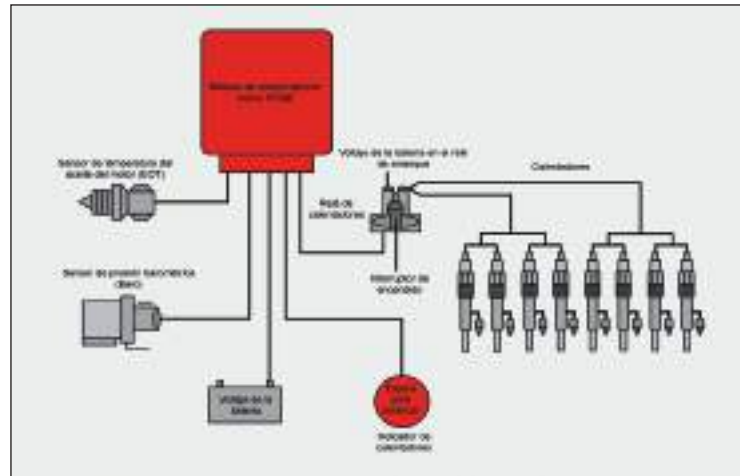 Sensor de temperatura del
aceite del motor (EOT)
Voltaje de la batería en el relé
de arranque
Calentadores
Relé de
calentadores
Sensor de presión barométrica
Interruptor de
encendido
Voltaje de la
batería
Indicador de
calentadores